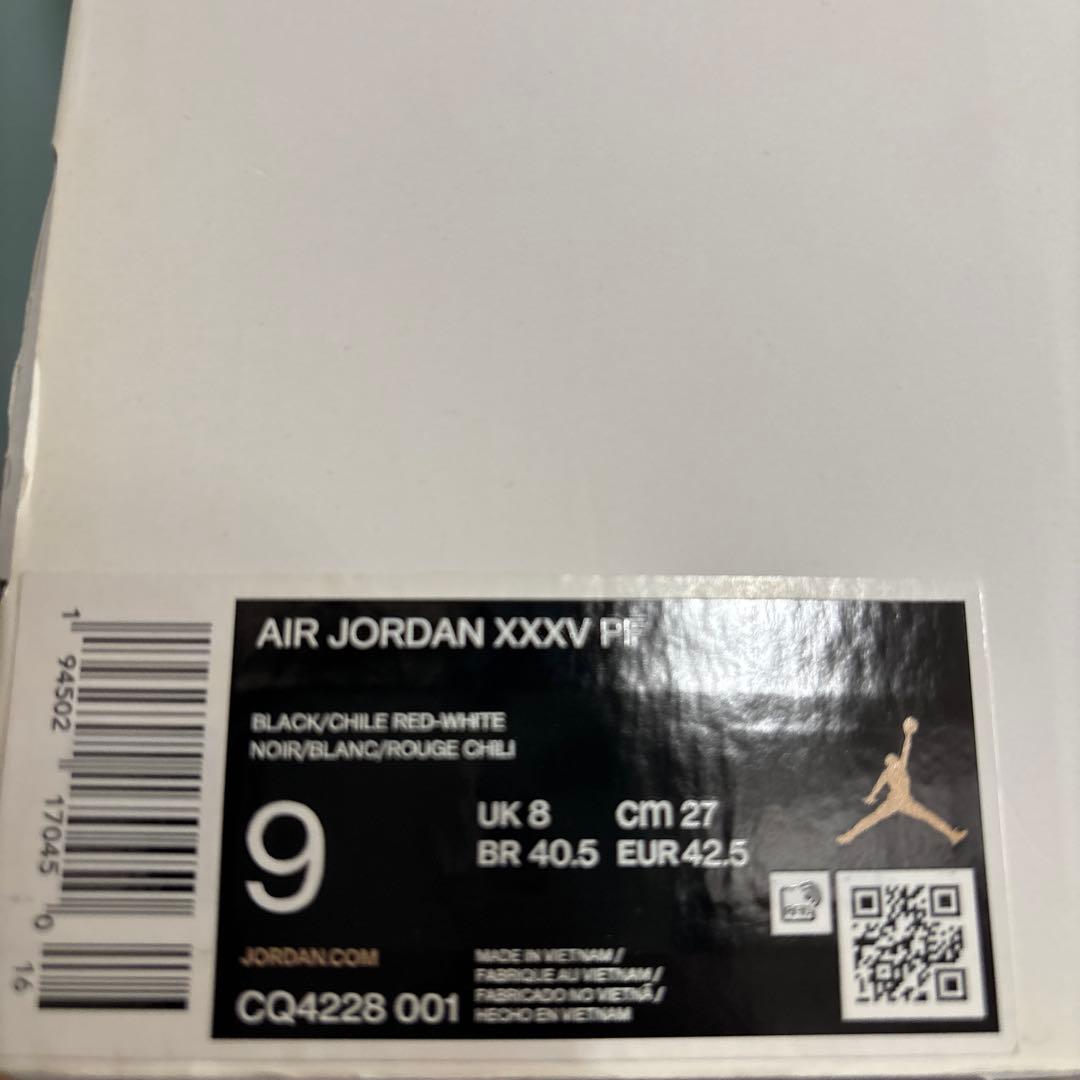 AIR JORDAN XXXV PF
BLACK/CHILE RED-WHITE
NOIR/BLANC/ROUGE CHILI
9
UK 8 cm 27
BR 40.5 EUR 42.5
JORDAN.COM
CQ4228 001
MADE IN VIETNAM /
FABRIQUE AU VIETNAM /
FABRICADO NO VIETNÃ /
HECHO EN VIETNAM
1 94502 17045 0
16